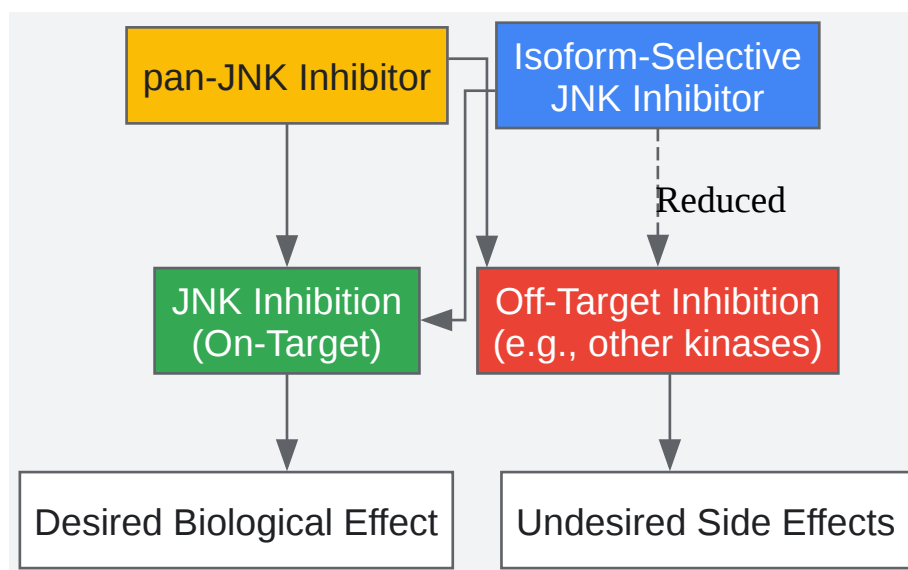 pan-JNK Inhibitor
Isoform-Selective
JNK Inhibitor
Reduced
JNK Inhibition
(On-Target)
Off-Target Inhibition
(e.g., other kinases)
Desired Biological Effect
Undesired Side Effects